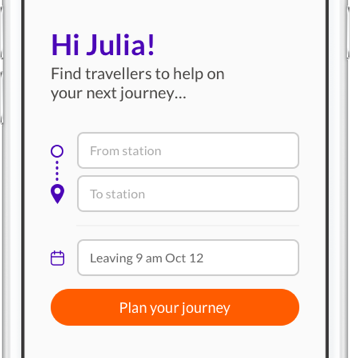 Hi Julia!
Find travellers to help on
your next journey...
From station
To station
Leaving 9 am Oct 12
Plan your journey